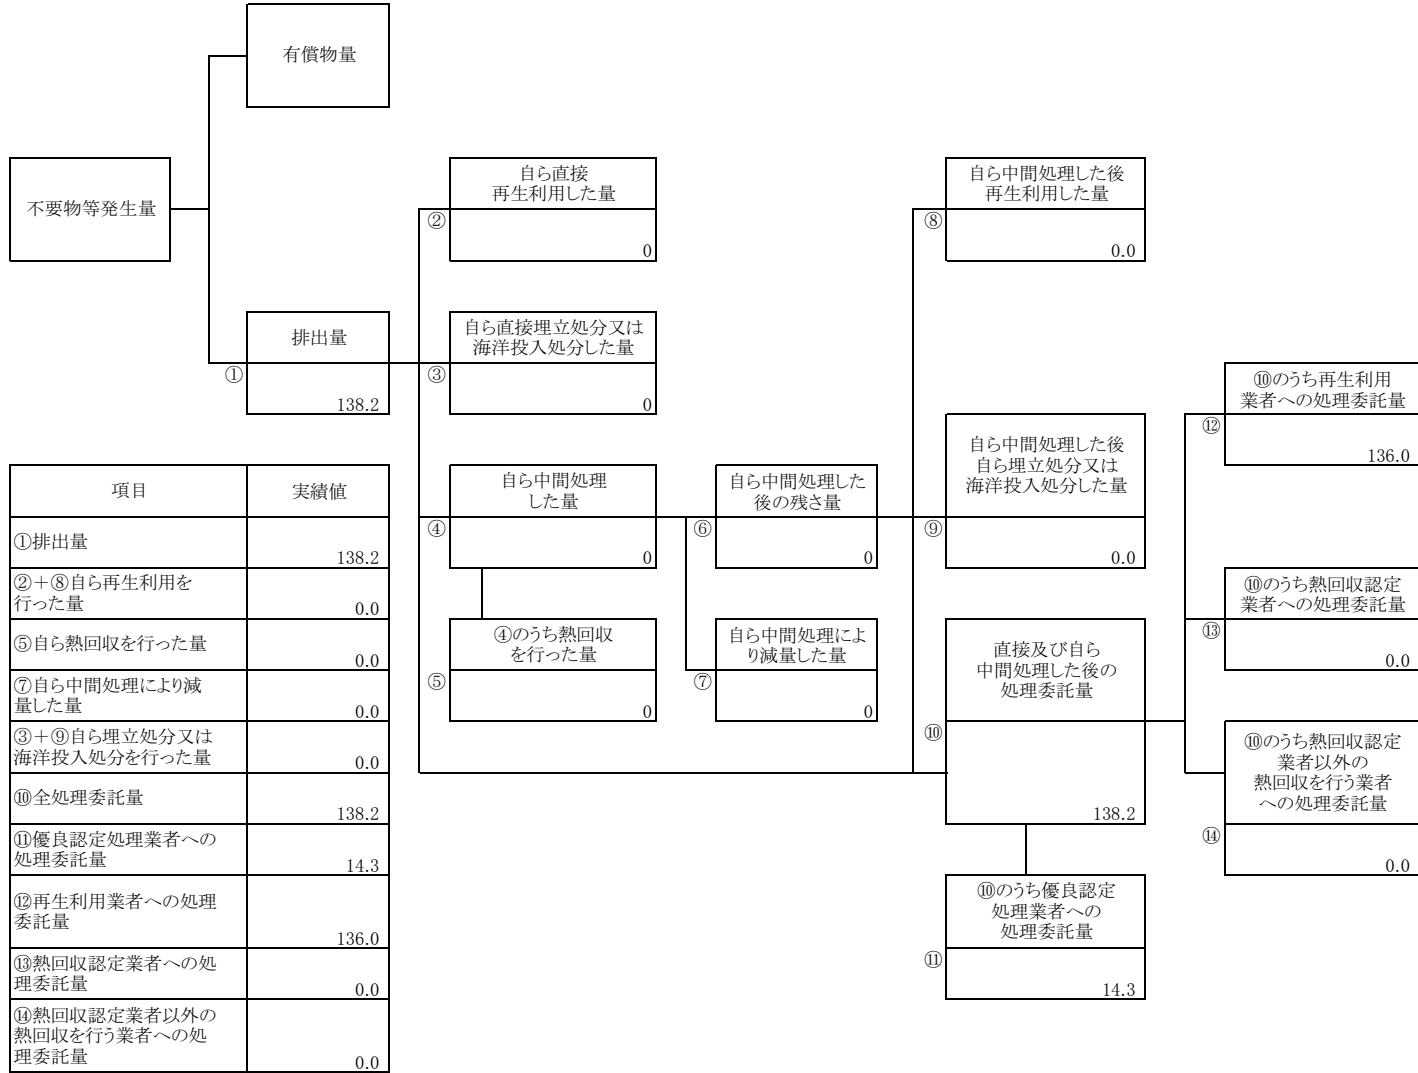 有償物量
不要物等発生量
排出量
①
138.2
自ら直接
再生利用した量
②
0
自ら直接埋立処分又は
海洋投入処分した量
③
0
自ら中間処理
した量
④
0
④のうち熱回収
を行った量
⑤
0
自ら中間処理した
後の残さ量
⑥
0
自ら中間処理によ
り減量した量
⑦
0
自ら中間処理した後
再生利用した量
⑧
0.0
自ら中間処理した後
自ら埋立処分又は
海洋投入処分した量
⑨
0.0
直接及び自ら
中間処理した後の
処理委託量
⑩
138.2
⑩のうち優良認定
処理業者への
処理委託量
⑪
14.3
⑩のうち再生利用
業者への処理委託量
⑫
136.0
⑩のうち熱回収認定
業者への処理委託量
⑬
0.0
⑩のうち熱回収認定
業者以外の
熱回収を行う業者
への処理委託量
⑭
0.0
項目 実績値
①排出量
138.2
②＋⑧自ら再生利用を
行った量
0.0
⑤自ら熱回収を行った量
0.0
⑦自ら中間処理により減
量した量
0.0
③＋⑨自ら埋立処分又は
海洋投入処分を行った量
0.0
⑩全処理委託量
138.2
⑪優良認定処理業者への
処理委託量
14.3
⑫再生利用業者への処理
委託量
136.0
⑬熱回収認定業者への処
理委託量
0.0
⑭熱回収認定業者以外の
熱回収を行う業者への処
理委託量
0.0